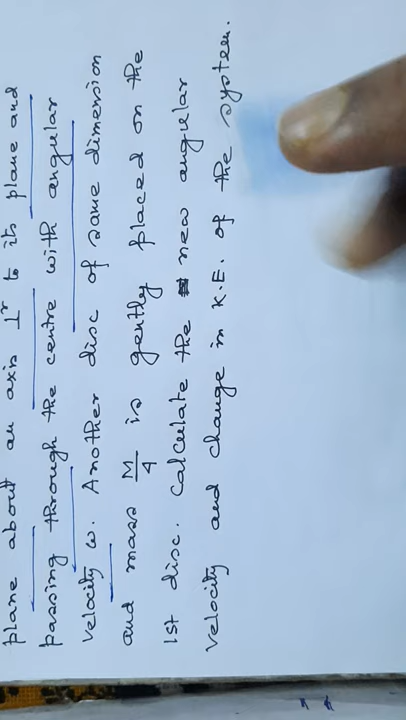 plane about an axis ⊥ʳ to its plane and
passing through the centre with angular
velocity ω. Another disc of same dimension
and mass M/4 is gently placed on the
1st disc. Calculate the new angular
velocity and change in K.E. of the system.